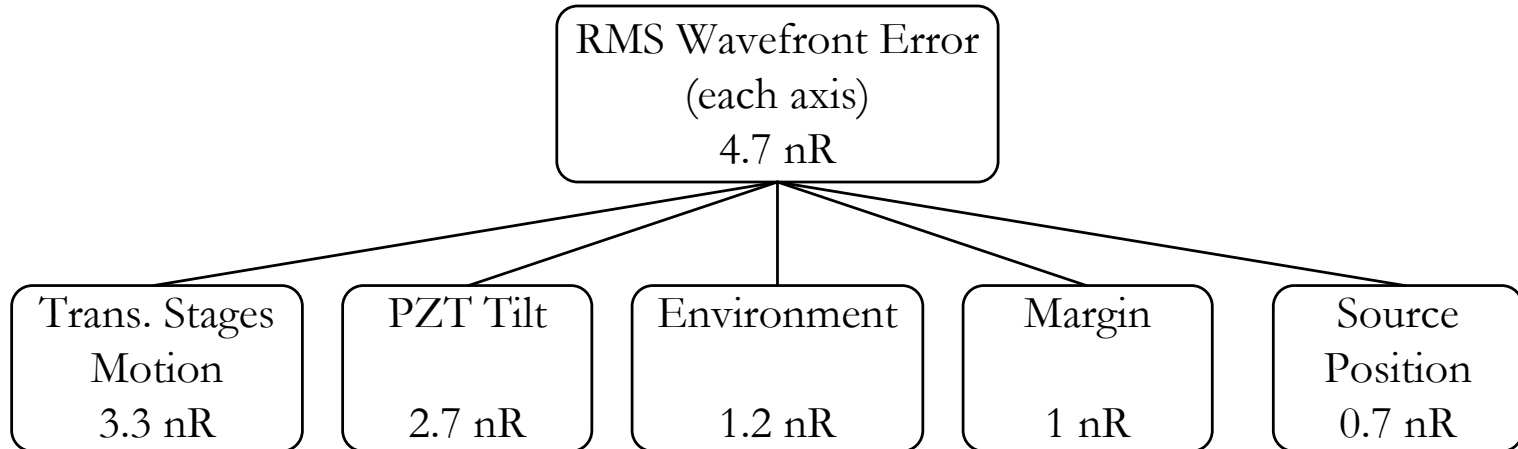 RMS Wavefront Error
(each axis)
4.7 nR
Trans. Stages
Motion
3.3 nR
PZT Tilt
2.7 nR
Environment
1.2 nR
Margin
1 nR
Source
Position
0.7 nR